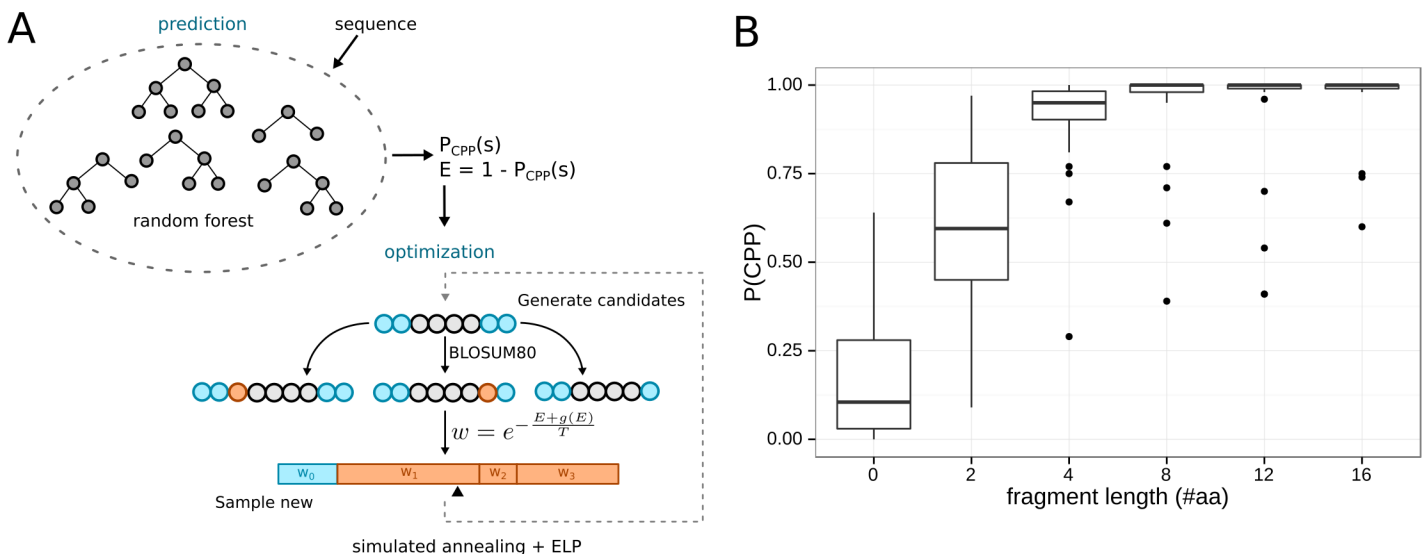 A
prediction
sequence
random forest
P_CPP(s)
E = 1 - P_CPP(s)
optimization
Generate candidates
BLOSUM80
w = e^{-\frac{E+g(E)}{T}}
w₀ w₁ w₂ w₃
Sample new
simulated annealing + ELP
B
P(CPP)
1.00
0.75
0.50
0.25
0.00
0 2 4 8 12 16
fragment length (#aa)